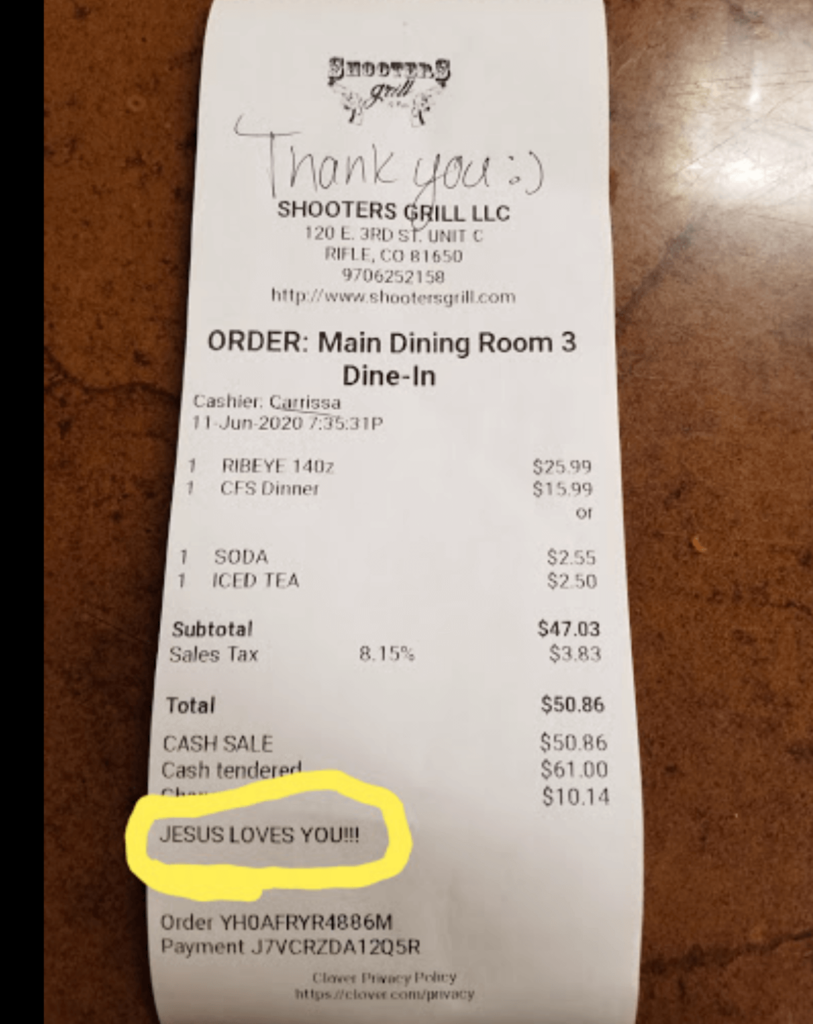 SHOOTERS
grill
Thank you :)
SHOOTERS GRILL LLC
120 E. 3RD ST. UNIT C
RIFLE, CO 81650
9706252158
http://www.shootersgrill.com
ORDER: Main Dining Room 3
Dine-In
Cashier: Carrissa
11-Jun-2020 7:35:31P
1 RIBEYE 14Oz $25.99
1 CFS Dinner $15.99
or
1 SODA $2.55
1 ICED TEA $2.50
Subtotal $47.03
Sales Tax 8.15% $3.83
Total $50.86
CASH SALE $50.86
Cash tendered $61.00
$10.14
JESUS LOVES YOU!!!
Order YH0AFRYR4886M
Payment J7VCRZDA12Q5R
Clover Privacy Policy
https://clover.com/privacy